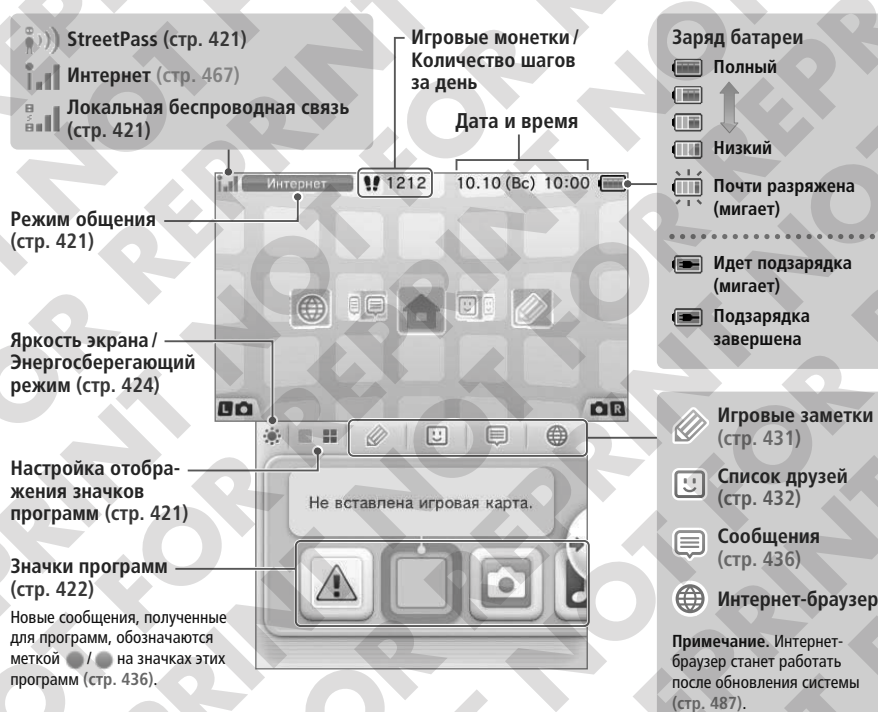 StreetPass (стр. 421)
Интернет (стр. 467)
Локальная беспроводная связь
(стр. 421)
Игровые монетки /
Количество шагов
за день
Дата и время
Заряд батареи
Полный
Низкий
Почти разряжена
(мигает)
Идет подзарядка
(мигает)
Подзарядка
завершена
Интернет
1212
10.10 (Вс) 10:00
Режим общения
(стр. 421)
Яркость экрана /
Энергосберегающий
режим (стр. 424)
L
R
Настройка отобра-
жения значков
программ (стр. 421)
Не вставлена игровая карта.
Значки программ
(стр. 422)
Новые сообщения, полученные
для программ, обозначаются
меткой / на значках этих
программ (стр. 436).
Игровые заметки
(стр. 431)
Список друзей
(стр. 432)
Сообщения
(стр. 436)
Интернет-браузер
Примечание. Интернет-
браузер станет работать
после обновления системы
(стр. 487).
NOT FOR REPRINT